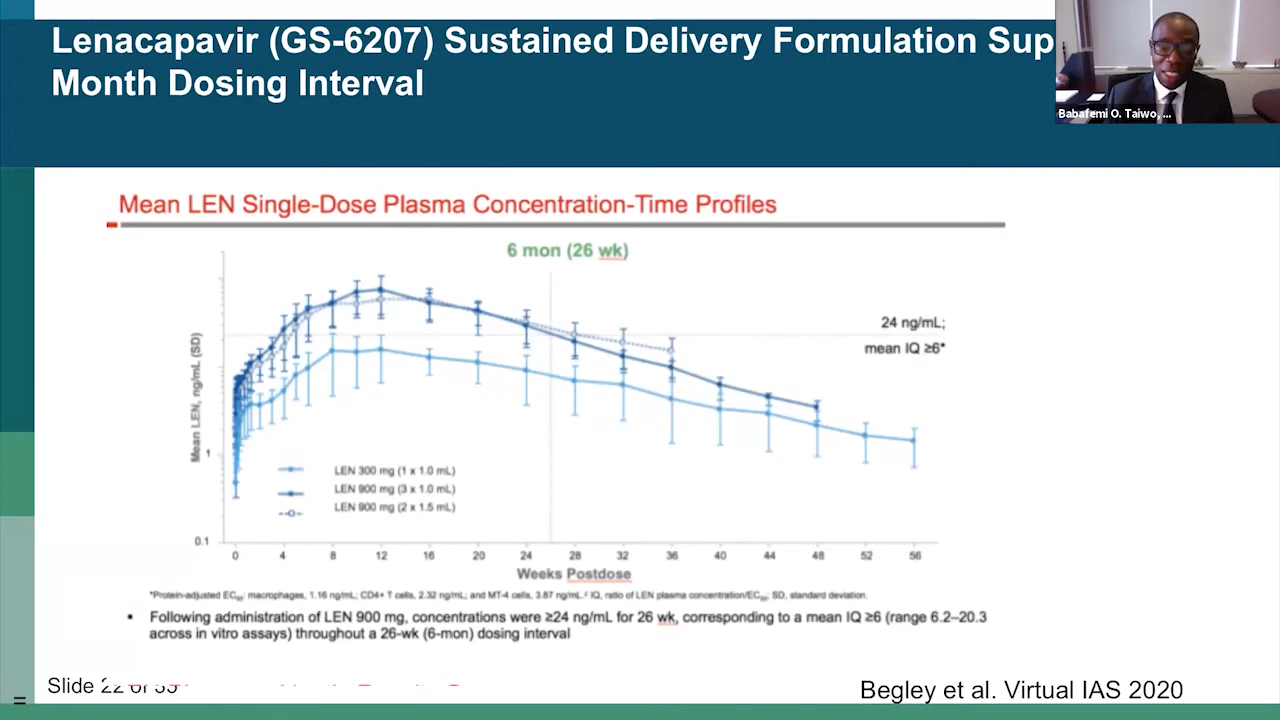 Lenacapavir (GS-6207) Sustained Delivery Formulation Sup
Month Dosing Interval
Babafemi O. Taiwo, ...
Mean LEN Single-Dose Plasma Concentration-Time Profiles
6 mon (26 wk)
24 ng/mL;
mean IQ ≥6*
Mean LEN, ng/mL (SD)
1
0.1
LEN 300 mg (1 x 1.0 mL)
LEN 900 mg (3 x 1.0 mL)
LEN 900 mg (2 x 1.5 mL)
0 4 8 12 16 20 24 28 32 36 40 44 48 52 56
Weeks Postdose
*Protein-adjusted EC95: macrophages, 1.16 ng/mL; CD4+ T cells, 2.32 ng/mL; and MT-4 cells, 3.87 ng/mL. IQ, ratio of LEN plasma concentration/EC95; SD, standard deviation.
▪ Following administration of LEN 900 mg, concentrations were ≥24 ng/mL for 26 wk, corresponding to a mean IQ ≥6 (range 6.2–20.3
across in vitro assays) throughout a 26-wk (6-mon) dosing interval
Slide 22 of 
Begley et al. Virtual IAS 2020